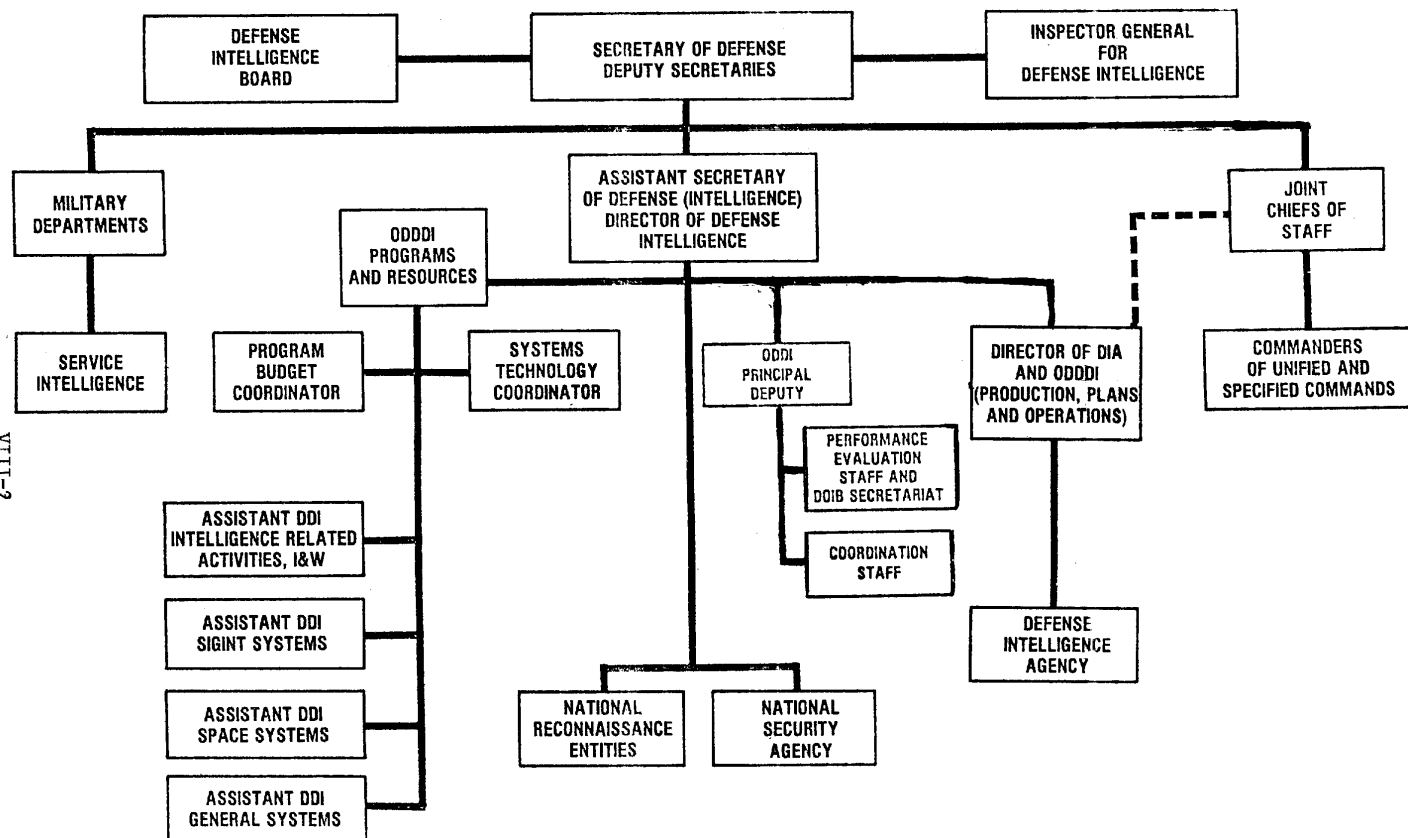 DEFENSE
INTELLIGENCE
BOARD
SECRETARY OF DEFENSE
DEPUTY SECRETARIES
INSPECTOR GENERAL
FOR
DEFENSE INTELLIGENCE
MILITARY
DEPARTMENTS
ASSISTANT SECRETARY
OF DEFENSE (INTELLIGENCE)
DIRECTOR OF DEFENSE
INTELLIGENCE
JOINT
CHIEFS OF
STAFF
ODDDI
PROGRAMS
AND RESOURCES
SERVICE
INTELLIGENCE
PROGRAM
BUDGET
COORDINATOR
SYSTEMS
TECHNOLOGY
COORDINATOR
ODDI
PRINCIPAL
DEPUTY
DIRECTOR OF DIA
AND ODDDI
(PRODUCTION, PLANS
AND OPERATIONS)
COMMANDERS
OF UNIFIED AND
SPECIFIED COMMANDS
PERFORMANCE
EVALUATION
STAFF AND
DOIB SECRETARIAT
COORDINATION
STAFF
ASSISTANT DDI
INTELLIGENCE RELATED
ACTIVITIES, I&W
ASSISTANT DDI
SIGINT SYSTEMS
ASSISTANT DDI
SPACE SYSTEMS
ASSISTANT DDI
GENERAL SYSTEMS
NATIONAL
RECONNAISSANCE
ENTITIES
NATIONAL
SECURITY
AGENCY
DEFENSE
INTELLIGENCE
AGENCY
VIII-2